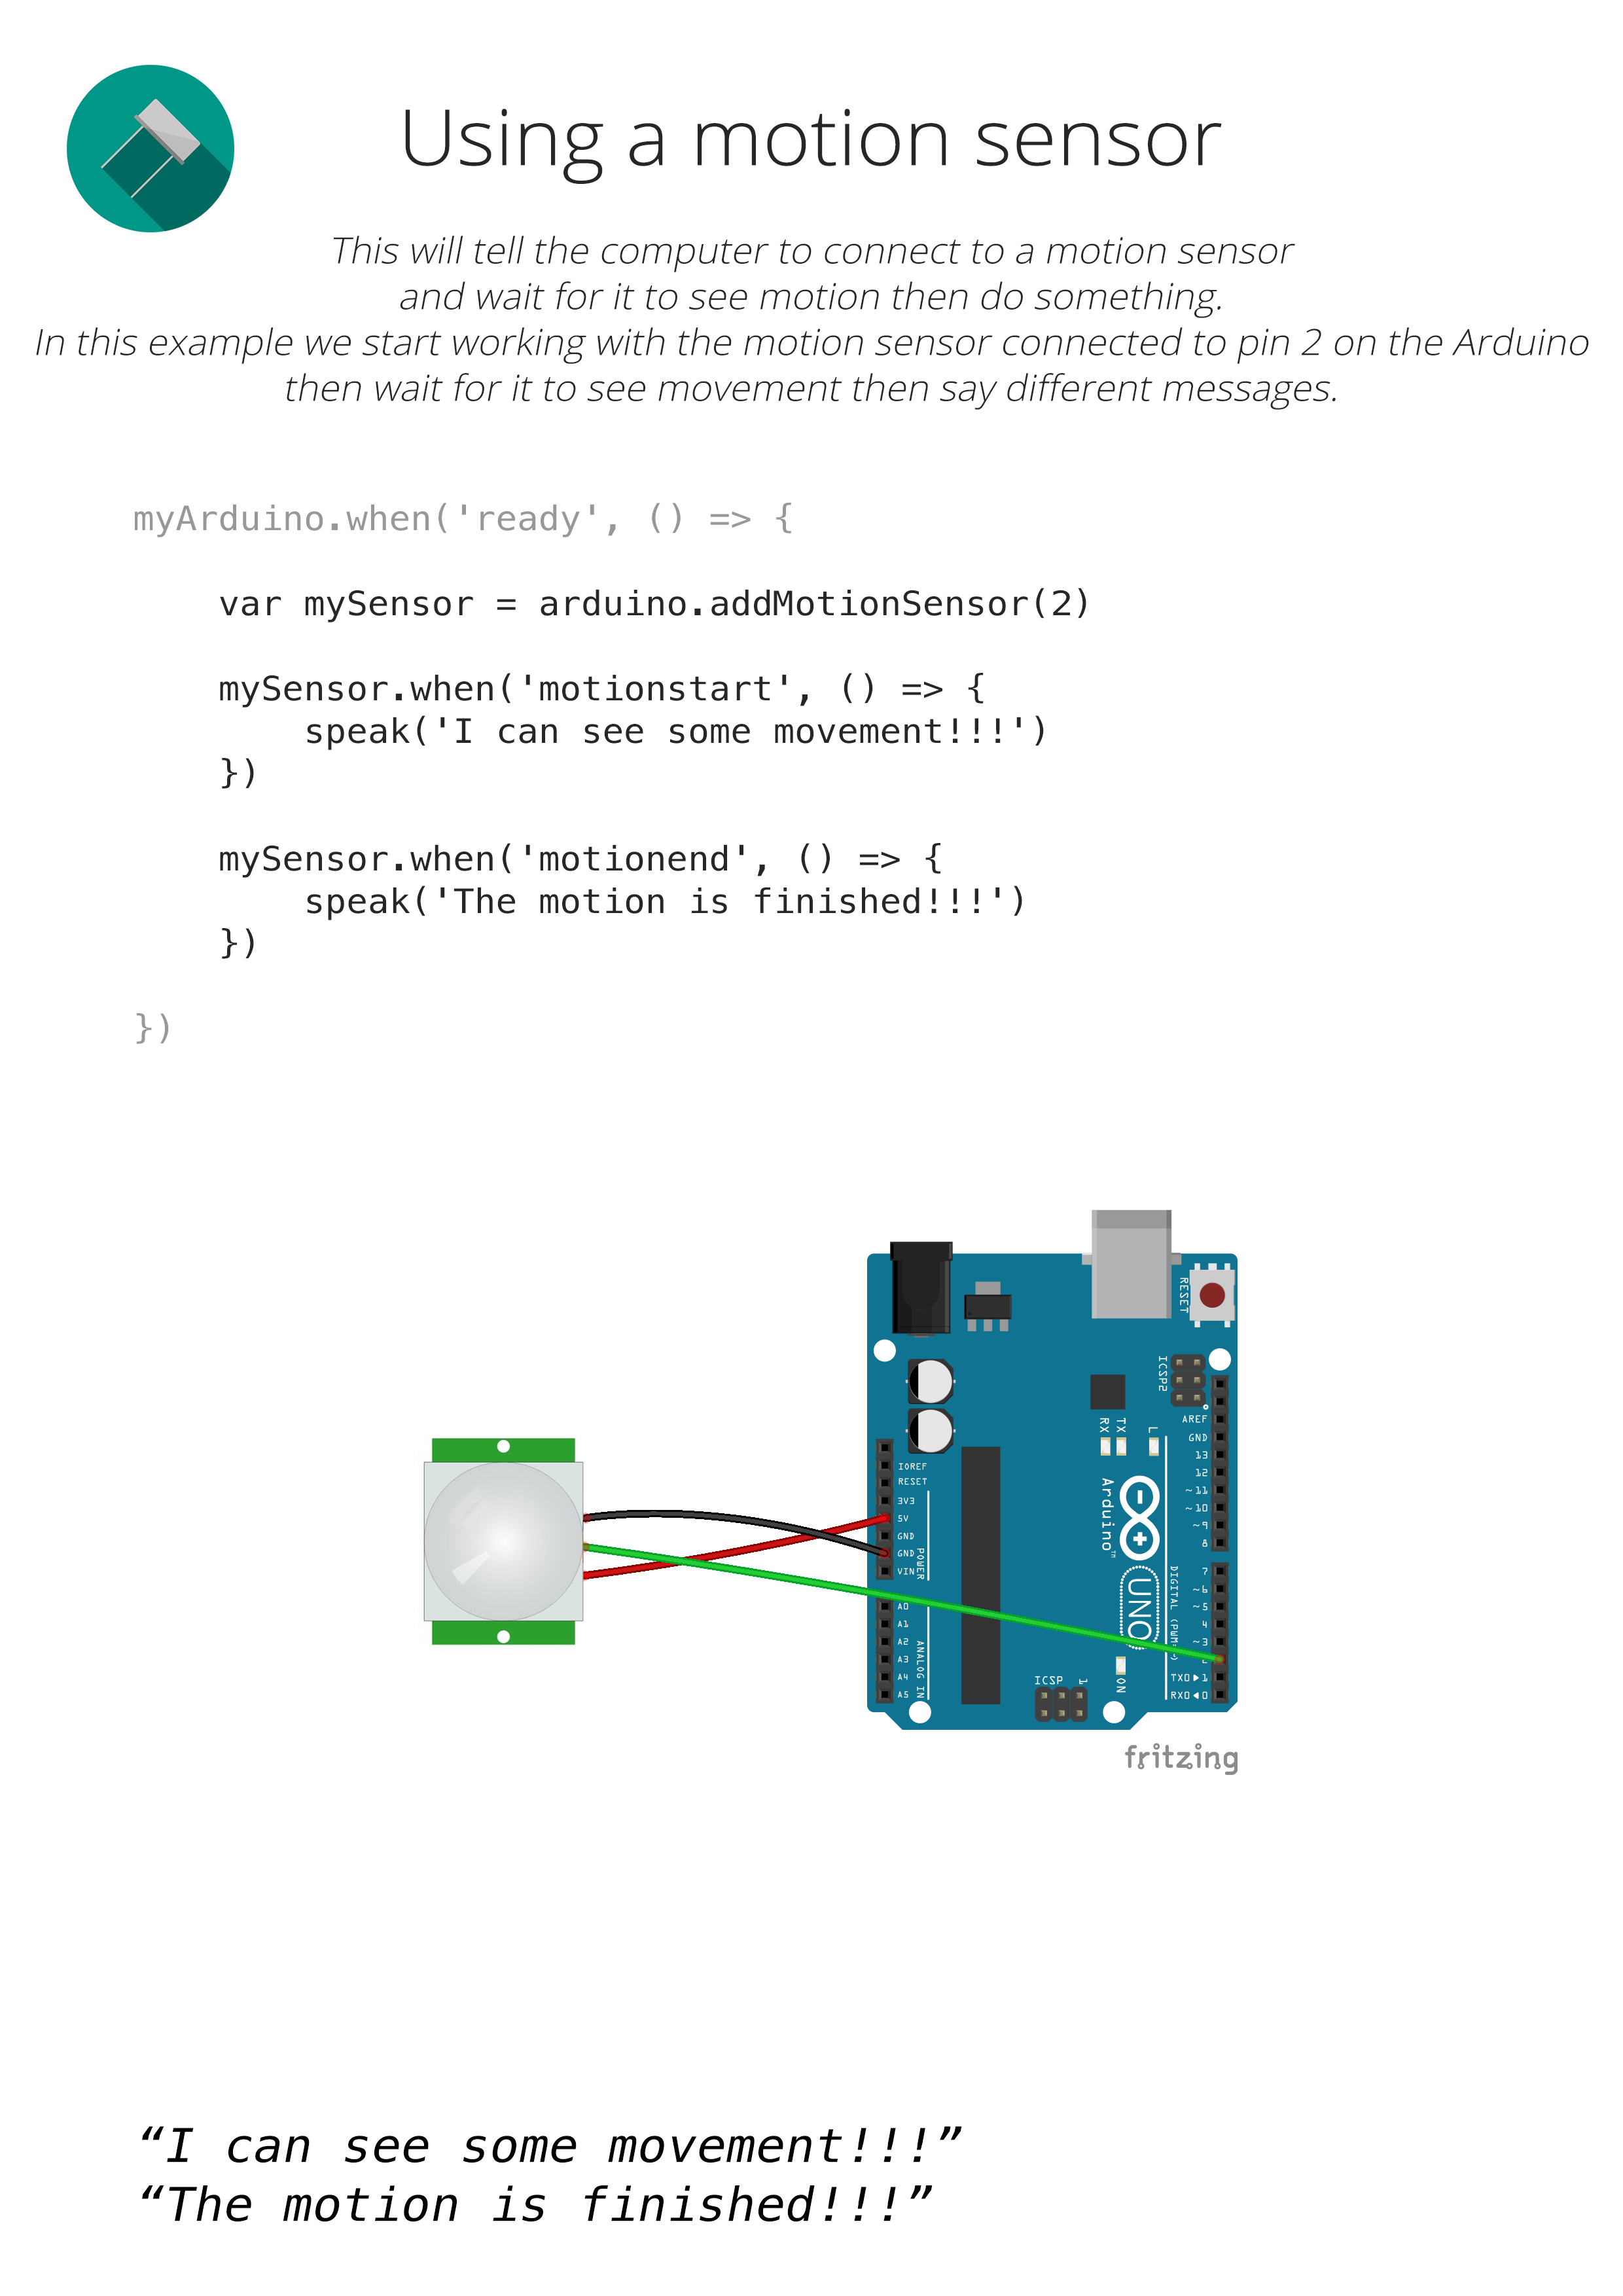 Using a motion sensor
This will tell the computer to connect to a motion sensor
and wait for it to see motion then do something.
In this example we start working with the motion sensor connected to pin 2 on the Arduino
then wait for it to see movement then say different messages.
myArduino.when('ready', () => {
var mySensor = arduino.addMotionSensor(2)
mySensor.when('motionstart', () => {
speak('I can see some movement!!!')
})
mySensor.when('motionend', () => {
speak('The motion is finished!!!')
})
})
RESET
ICSP2
RX
TX
L
AREF
GND
13
12
~11
~10
~9
8
IOREF
RESET
3V3
5V
GND
GND
VIN
POWER
Arduino™
UNO
DIGITAL (PWM~)
7
~6
~5
4
~3
2
TX0▶1
RX0◀0
A0
A1
A2
A3
A4
A5
ANALOG IN
ICSP
1
ON
fritzing
“I can see some movement!!!”
“The motion is finished!!!”